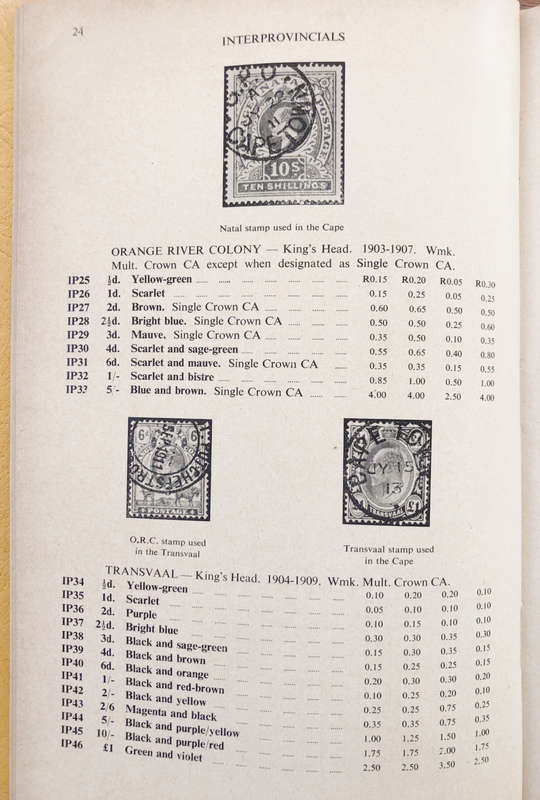 24
INTERPROVINCIALS
G.P.O
CAPE TOWN
11
POSTAGE
10S
TEN SHILLINGS
Natal stamp used in the Cape
ORANGE RIVER COLONY — King's Head. 1903-1907. Wmk.
Mult. Crown CA except when designated as Single Crown CA.
IP25 ½d. Yellow-green ...... ...... ...... ...... R0.15 R0.20 R0.05 R0.30
IP26 1d. Scarlet ...... ...... ...... ...... ...... 0.15 0.25 0.05 0.25
IP27 2d. Brown. Single Crown CA ...... ...... ...... 0.60 0.65 0.50 0.50
IP28 2½d. Bright blue. Single Crown CA ...... ...... 0.50 0.50 0.25 0.60
IP29 3d. Mauve. Single Crown CA ...... ...... ...... 0.35 0.50 0.10 0.35
IP30 4d. Scarlet and sage-green ...... ...... ...... 0.55 0.65 0.40 0.80
IP31 6d. Scarlet and mauve. Single Crown CA ...... 0.35 0.35 0.15 0.55
IP32 1/- Scarlet and bistre ...... ...... ...... ...... 0.85 1.00 0.50 1.00
IP33 5/- Blue and brown. Single Crown CA ...... ...... 4.00 4.00 2.50 4.00
6d 6d
POSTAGE
CAPE TOWN
JY 15
13
£1 £1
TRANSVAAL
O.R.C. stamp used
in the Transvaal
Transvaal stamp used
in the Cape
TRANSVAAL — King's Head. 1904-1909. Wmk. Mult. Crown CA.
IP34 ½d. Yellow-green ...... ...... ...... ...... 0.10 0.20 0.20 0.10
IP35 1d. Scarlet ...... ...... ...... ...... ...... 0.05 0.10 0.10 0.10
IP36 2d. Purple ...... ...... ...... ...... ...... 0.10 0.15 0.10 0.10
IP37 2½d. Bright blue ...... ...... ...... ...... 0.30 0.30 0.35 0.30
IP38 3d. Black and sage-green ...... ...... ...... 0.15 0.30 0.35 0.15
IP39 4d. Black and brown ...... ...... ...... ...... 0.15 0.25 0.25 0.15
IP40 6d. Black and orange ...... ...... ...... ...... 0.20 0.30 0.30 0.20
IP41 1/- Black and red-brown ...... ...... ...... 0.10 0.25 0.20 0.10
IP42 2/- Black and yellow ...... ...... ...... ...... 0.25 0.25 0.75 0.25
IP43 2/6 Magenta and black ...... ...... ...... 0.35 0.35 0.75 0.35
IP44 5/- Black and purple/yellow ...... ...... ...... 1.00 1.25 1.50 1.00
IP45 10/- Black and purple/red ...... ...... ...... 1.75 1.75 2.00 1.75
IP46 £1 Green and violet ...... ...... ...... ...... 2.50 2.50 3.50 2.50